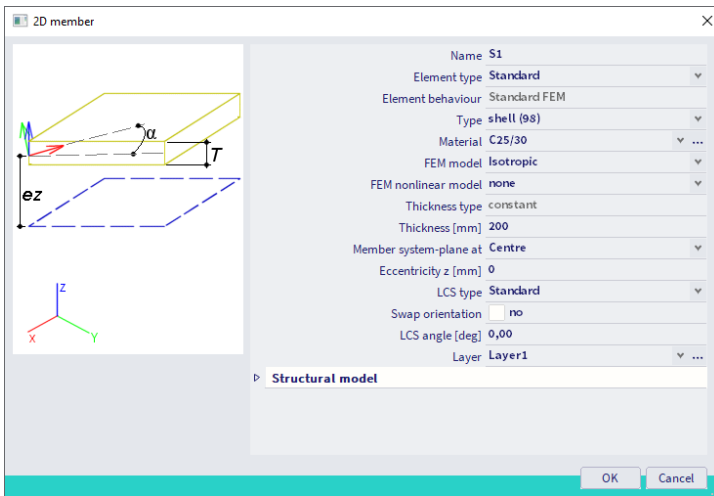 2D member
Name S1
Element type Standard
Element behaviour Standard FEM
Type shell (98)
Material C25/30 ...
FEM model Isotropic
FEM nonlinear model none
Thickness type constant
Thickness [mm] 200
Member system-plane at Centre
Eccentricity z [mm] 0
LCS type Standard
Swap orientation no
LCS angle [deg] 0,00
Layer Layer1 ...
Structural model
α
T
ez
Z
X
Y
OK Cancel